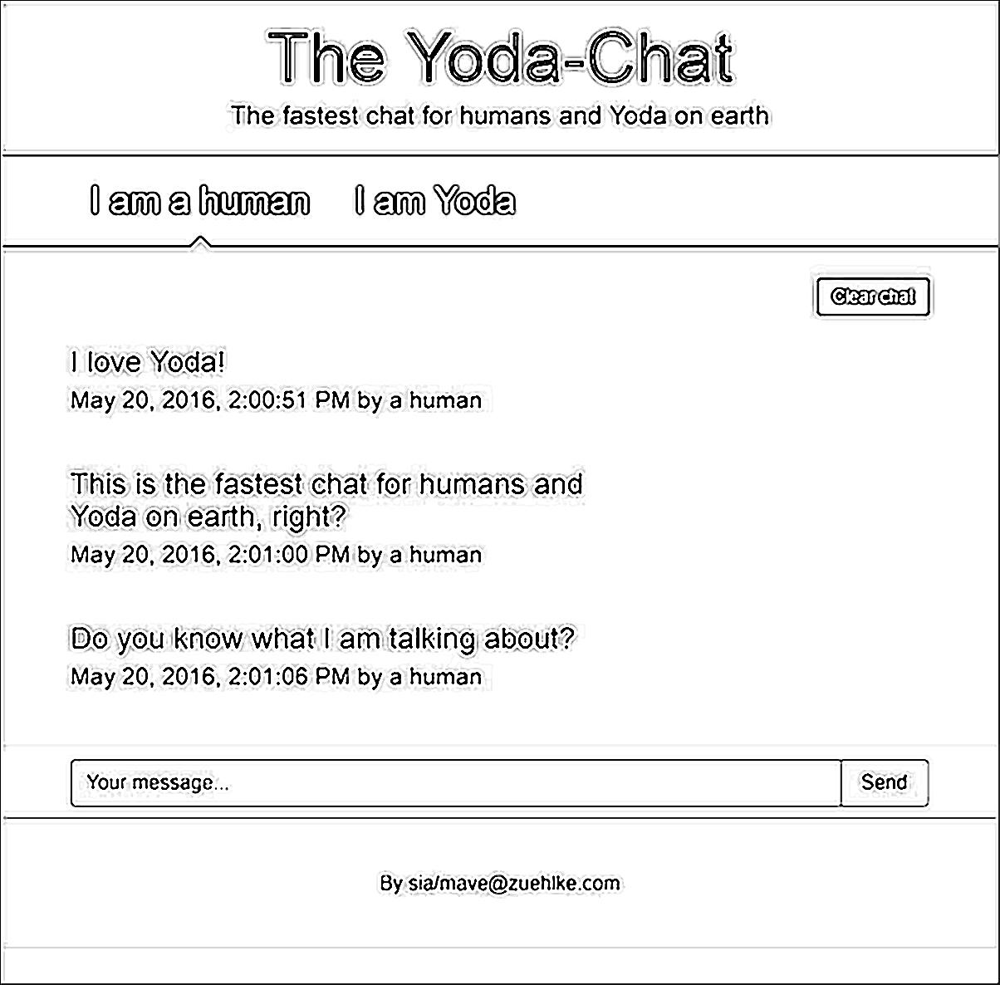 The Yoda-Chat
The fastest chat for humans and Yoda on earth
I am a human I am Yoda
Clear chat
I love Yoda!
May 20, 2016, 2:00:51 PM by a human
This is the fastest chat for humans and
Yoda on earth, right?
May 20, 2016, 2:01:00 PM by a human
Do you know what I am talking about?
May 20, 2016, 2:01:06 PM by a human
Your message...
Send
By sia/mave@zuehlke.com